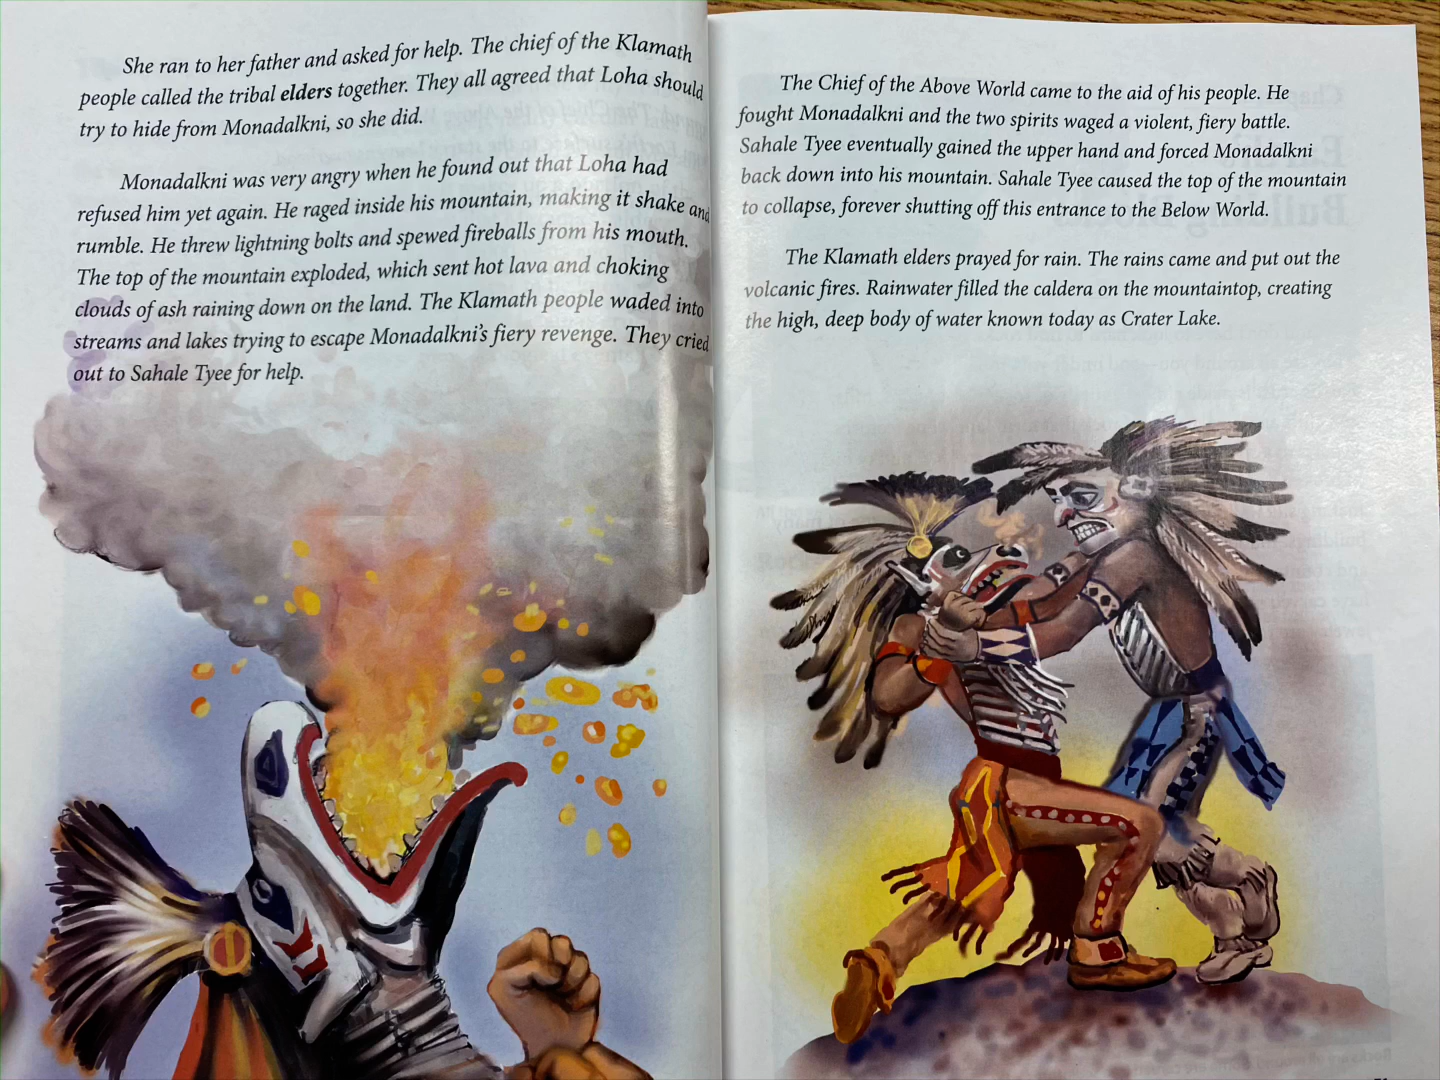 She ran to her father and asked for help. The chief of the Klamath
people called the tribal elders together. They all agreed that Loha should
try to hide from Monadalkni, so she did.
Monadalkni was very angry when he found out that Loha had
refused him yet again. He raged inside his mountain, making it shake and
rumble. He threw lightning bolts and spewed fireballs from his mouth.
The top of the mountain exploded, which sent hot lava and choking
clouds of ash raining down on the land. The Klamath people waded into
streams and lakes trying to escape Monadalkni's fiery revenge. They cried
out to Sahale Tyee for help.
The Chief of the Above World came to the aid of his people. He
fought Monadalkni and the two spirits waged a violent, fiery battle.
Sahale Tyee eventually gained the upper hand and forced Monadalkni
back down into his mountain. Sahale Tyee caused the top of the mountain
to collapse, forever shutting off this entrance to the Below World.
The Klamath elders prayed for rain. The rains came and put out the
volcanic fires. Rainwater filled the caldera on the mountaintop, creating
the high, deep body of water known today as Crater Lake.